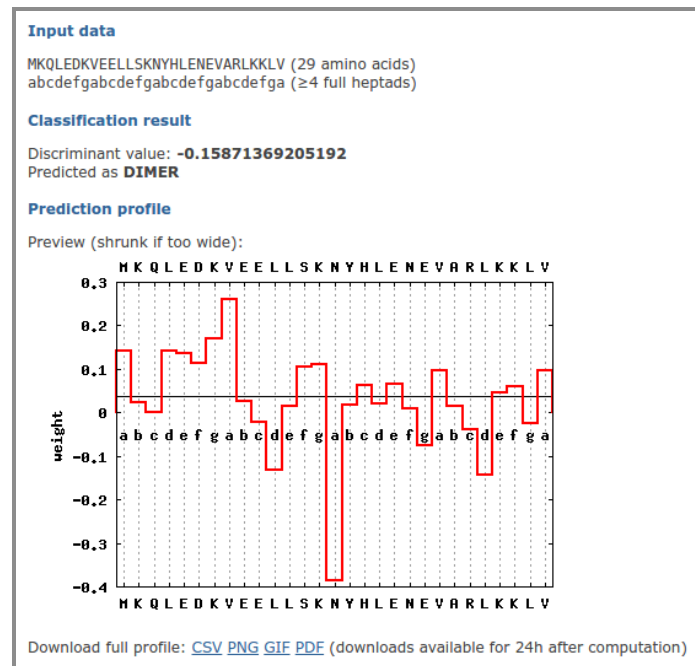 Input data
MKQLEDKVEELLSKNYHLENEVARLKKLV (29 amino acids)
abcdefgabcdefgabcdefgabcdefga (≥4 full heptads)
Classification result
Discriminant value: -0.15871369205192
Predicted as DIMER
Prediction profile
Preview (shrunk if too wide):
M K Q L E D K V E E L L S K N Y H L E N E V A R L K K L V
0.3
0.2
0.1
0
a b c d e f g a b c d e f g a b c d e f g a b c d e f g a
-0.1
-0.2
-0.3
-0.4
weight
M K Q L E D K V E E L L S K N Y H L E N E V A R L K K L V
Download full profile: CSV PNG GIF PDF (downloads available for 24h after computation)